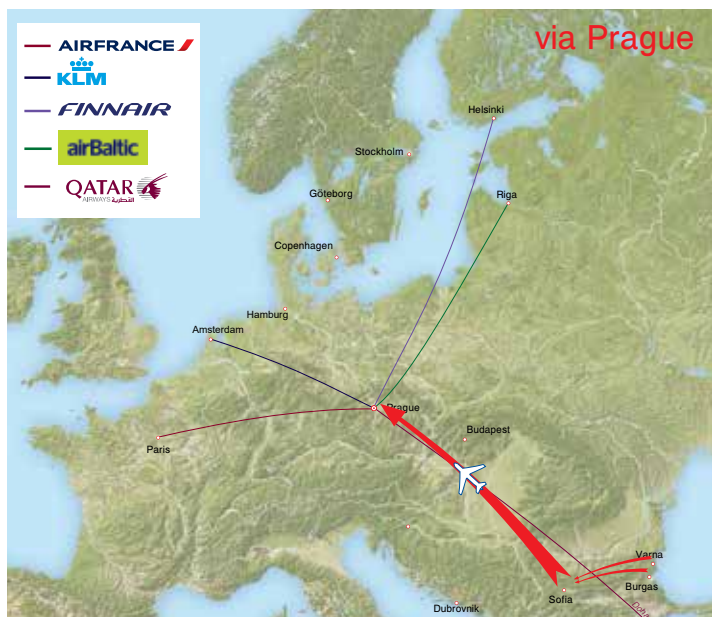 via Prague
AIRFRANCE
KLM
FINNAIR
airBaltic
QATAR
AIRWAYS القطرية
Helsinki
Stockholm
Göteborg
Riga
Copenhagen
Hamburg
Amsterdam
Prague
Budapest
Paris
Varna
Burgas
Sofia
Dubrovnik
Doha